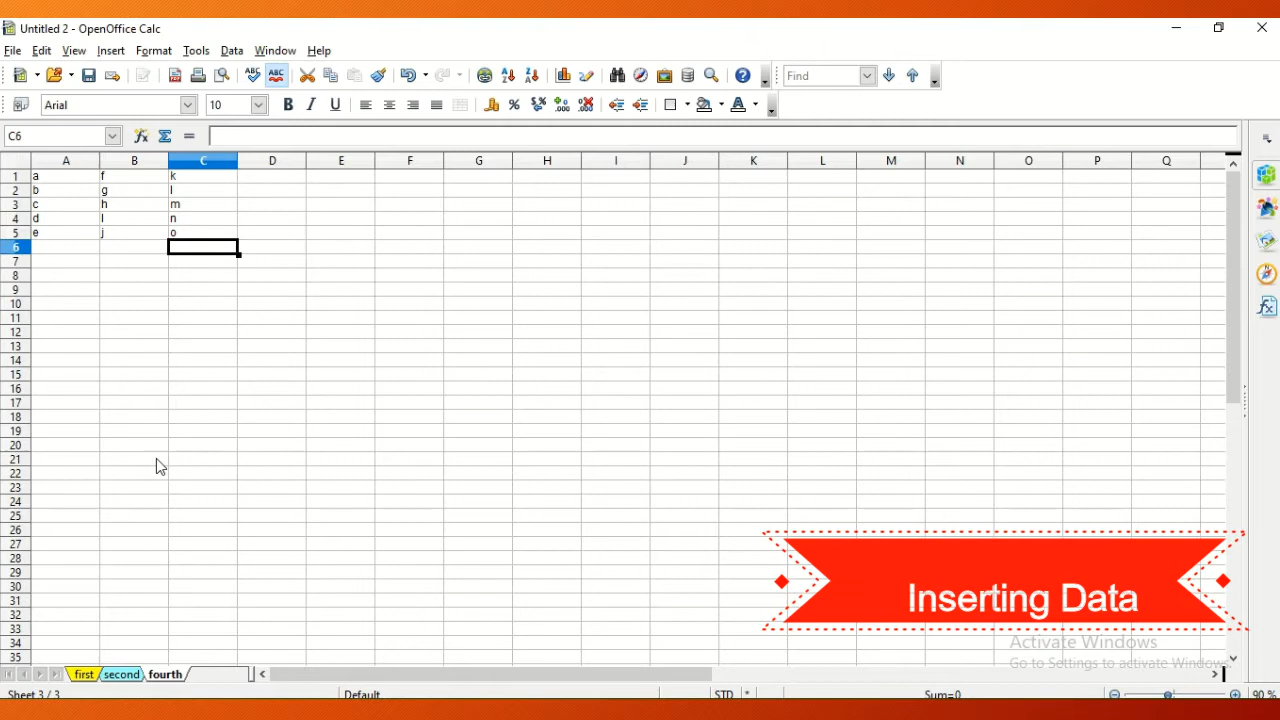 Untitled 2 - OpenOffice Calc
File Edit View Insert Format Tools Data Window Help
Find
Arial 10
C6
A B C D E F G H I J K L M N O P Q
1 a f k
2 b g l
3 c h m
4 d I n
5 e j o
6
7
8
9
10
11
12
13
14
15
16
17
18
19
20
21
22
23
24
25
26
27
28
29
30
31
32
33
34
35
Inserting Data
Activate Windows
Go to Settings to activate Windows.
first second fourth
Sheet 3 / 3 Default STD * Sum=0 90 %